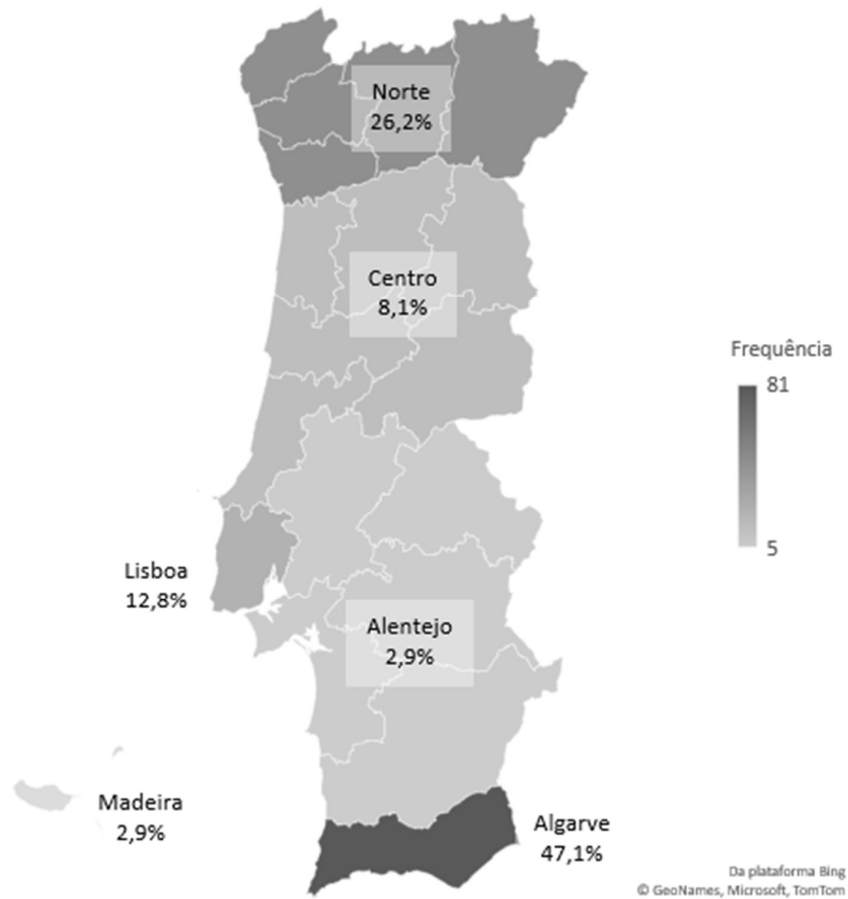 Norte
26,2%
Centro
8,1%
Frequência
81
5
Lisboa
12,8%
Alentejo
2,9%
Madeira
2,9%
Algarve
47,1%
Da plataforma Bing
© GeoNames, Microsoft, TomTom